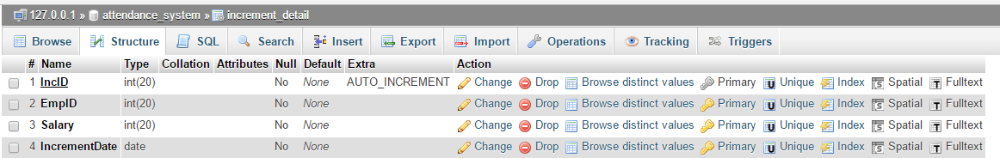 127.0.0.1 » attendance_system » increment_detail
Browse Structure SQL Search Insert Export Import Operations Tracking Triggers
# Name Type Collation Attributes Null Default Extra Action
1 IncID int(20) No None AUTO_INCREMENT Change Drop Browse distinct values Primary Unique Index Spatial Fulltext
2 EmpID int(20) No None Change Drop Browse distinct values Primary Unique Index Spatial Fulltext
3 Salary int(20) No None Change Drop Browse distinct values Primary Unique Index Spatial Fulltext
4 IncrementDate date No None Change Drop Browse distinct values Primary Unique Index Spatial Fulltext